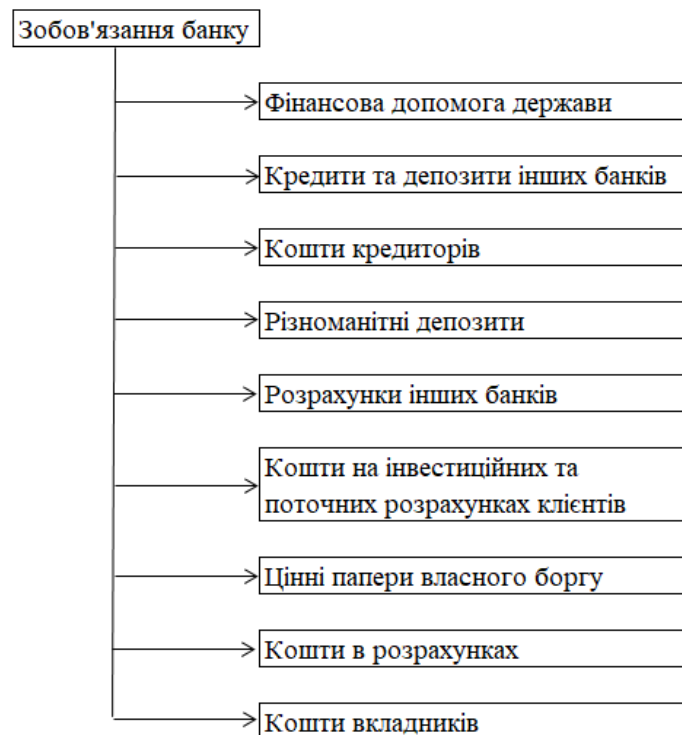 Зобов'язання банку
Фінансова допомога держави
Кредити та депозити інших банків
Кошти кредиторів
Різноманітні депозити
Розрахунки інших банків
Кошти на інвестиційних та
поточних розрахунках клієнтів
Цінні папери власного боргу
Кошти в розрахунках
Кошти вкладників